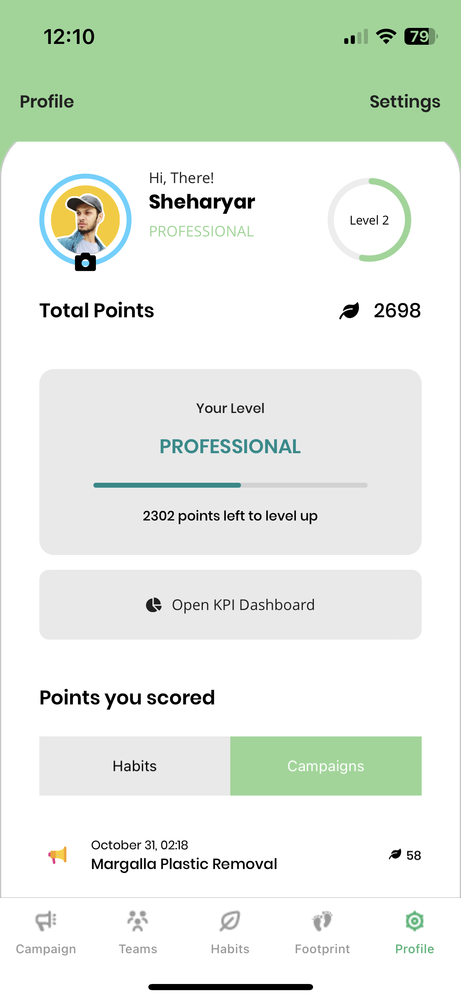 12:10
79
Profile
Settings
Hi, There!
Sheharyar
PROFESSIONAL
Level 2
Total Points
2698
Your Level
PROFESSIONAL
2302 points left to level up
Open KPI Dashboard
Points you scored
Habits
Campaigns
October 31, 02:18
Margalla Plastic Removal
58
Campaign
Teams
Habits
Footprint
Profile